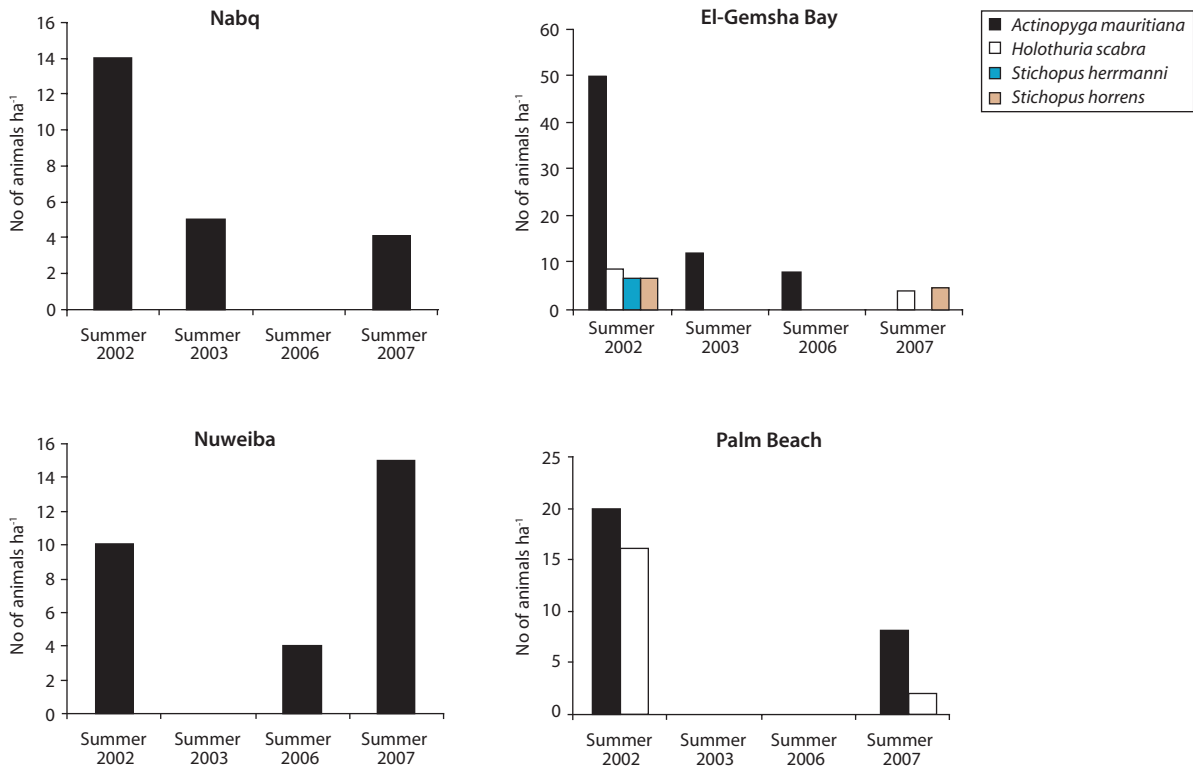 Nabq
No of animals ha⁻¹
16
14
12
10
8
6
4
2
0
Summer
2002
Summer
2003
Summer
2006
Summer
2007
El-Gemsha Bay
No of animals ha⁻¹
60
50
40
30
20
10
0
Summer
2002
Summer
2003
Summer
2006
Summer
2007
Actinopyga mauritiana
Holothuria scabra
Stichopus herrmanni
Stichopus horrens
Nuweiba
No of animals ha⁻¹
16
14
12
10
8
6
4
2
0
Summer
2002
Summer
2003
Summer
2006
Summer
2007
Palm Beach
No of animals ha⁻¹
25
20
15
10
5
0
Summer
2002
Summer
2003
Summer
2006
Summer
2007